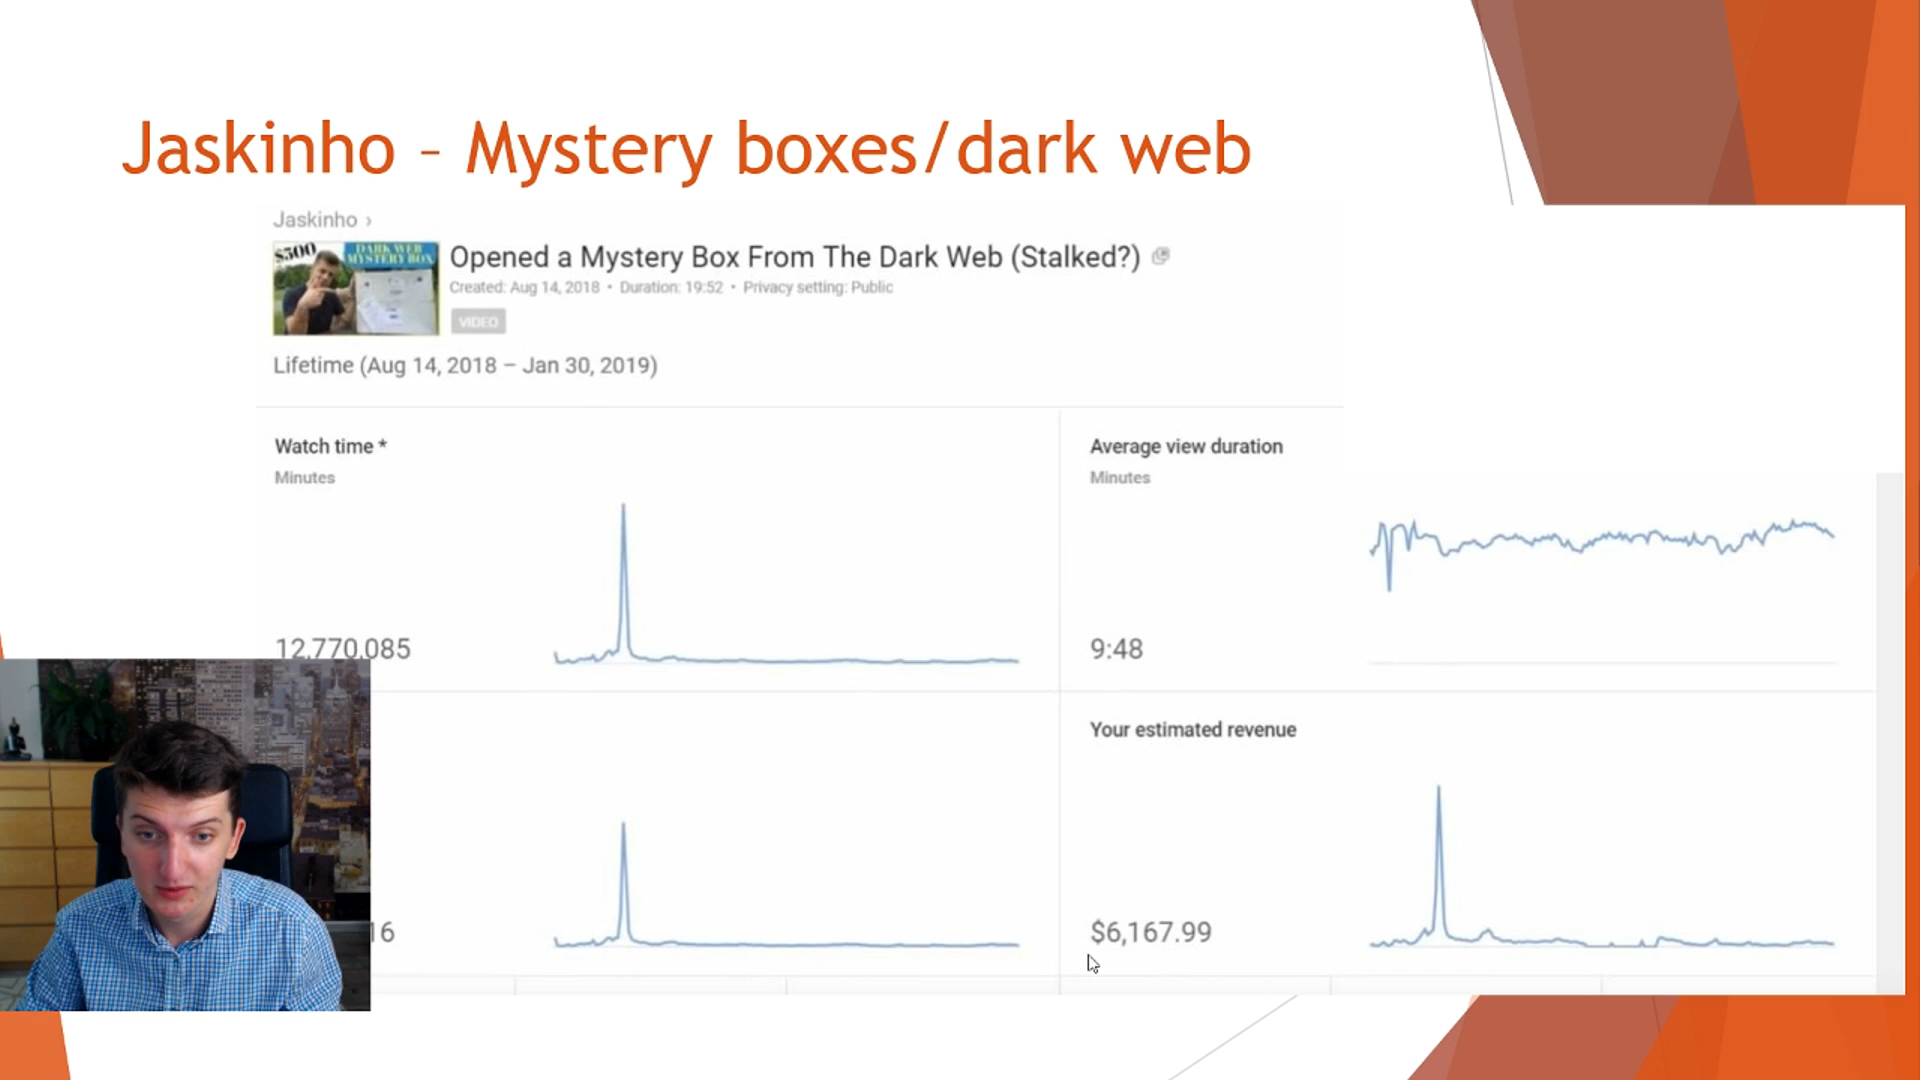 Jaskinho – Mystery boxes/dark web
Jaskinho ›
$500
DARK WEB
MYSTERY BOX
Opened a Mystery Box From The Dark Web (Stalked?)
Created: Aug 14, 2018 • Duration: 19:52 • Privacy setting: Public
VIDEO
Lifetime (Aug 14, 2018 – Jan 30, 2019)
Watch time *
Minutes
12,770,085
Average view duration
Minutes
9:48
16
Your estimated revenue
$6,167.99